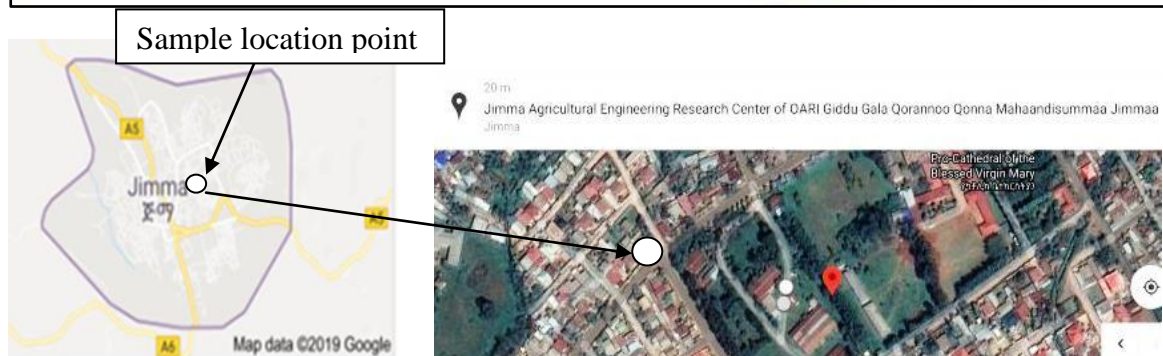 Sample location point
20 m
Jimma Agricultural Engineering Research Center of OARI Giddu Gala Qorannoo Qonna Mahaandisummaa Jimmaa
Jimma
A5
Jimma
ጅማ
A5
A6
Map data ©2019 Google
Pro-Cathedral of the
Blessed Virgin Mary